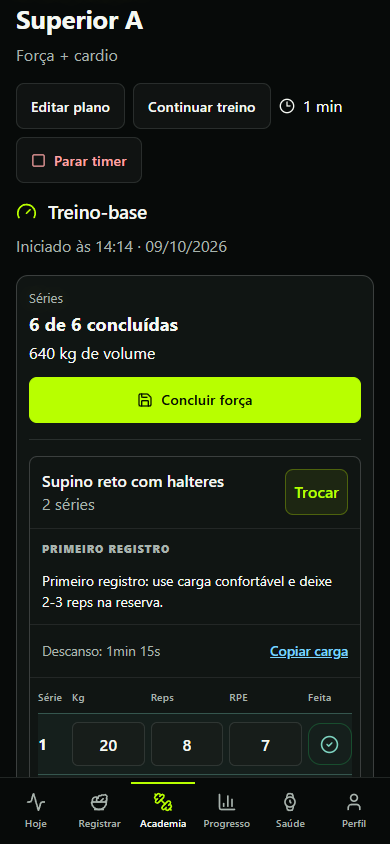 Superior A
Força + cardio
Editar plano
Continuar treino
1 min
Parar timer
Treino-base
Iniciado às 14:14 · 09/10/2026
Séries
6 de 6 concluídas
640 kg de volume
Concluir força
Supino reto com halteres
2 séries
Trocar
PRIMEIRO REGISTRO
Primeiro registro: use carga confortável e deixe
2-3 reps na reserva.
Descanso: 1min 15s
Copiar carga
Série Kg Reps RPE Feita
1 20 8 7
Hoje Registrar Academia Progresso Saúde Perfil